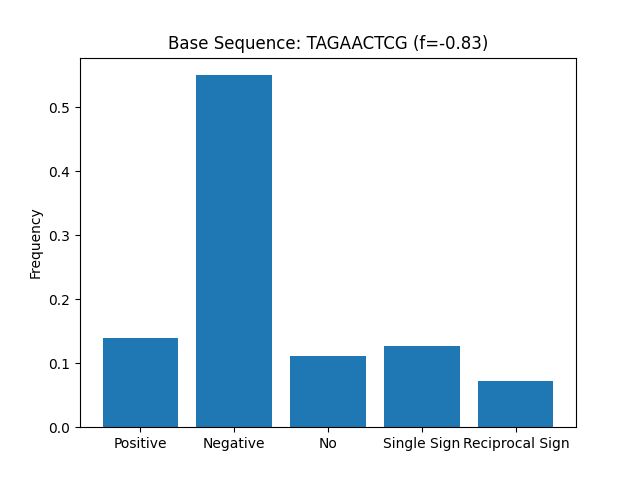 Base Sequence: TAGAACTCG (f=-0.83)
Frequency
0.5
0.4
0.3
0.2
0.1
0.0
Positive Negative No Single Sign Reciprocal Sign